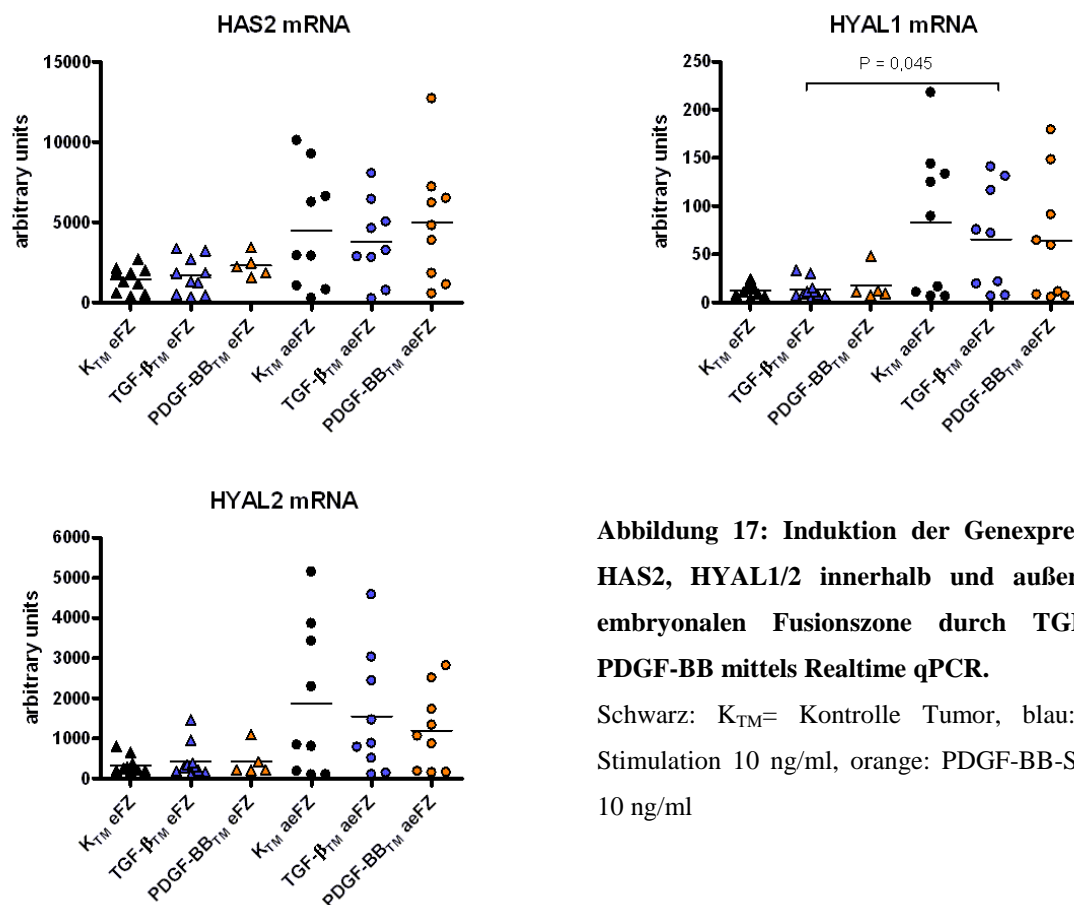 HAS2 mRNA
15000
10000
5000
0
arbitrary units
K_TM eFZ
TGF-β_TM eFZ
PDGF-BB_TM eFZ
K_TM aeFZ
TGF-β_TM aeFZ
PDGF-BB_TM aeFZ
HYAL1 mRNA
P = 0,045
250
200
150
100
50
0
arbitrary units
K_TM eFZ
TGF-β_TM eFZ
PDGF-BB_TM eFZ
K_TM aeFZ
TGF-β_TM aeFZ
PDGF-BB_TM aeFZ
HYAL2 mRNA
6000
5000
4000
3000
2000
1000
0
arbitrary units
K_TM eFZ
TGF-β_TM eFZ
PDGF-BB_TM eFZ
K_TM aeFZ
TGF-β_TM aeFZ
PDGF-BB_TM aeFZ
Abbildung 17: Induktion der Genexpre
HAS2, HYAL1/2 innerhalb und außer
embryonalen Fusionszone durch TGF
PDGF-BB mittels Realtime qPCR.
Schwarz: K_TM= Kontrolle Tumor, blau:
Stimulation 10 ng/ml, orange: PDGF-BB-S
10 ng/ml